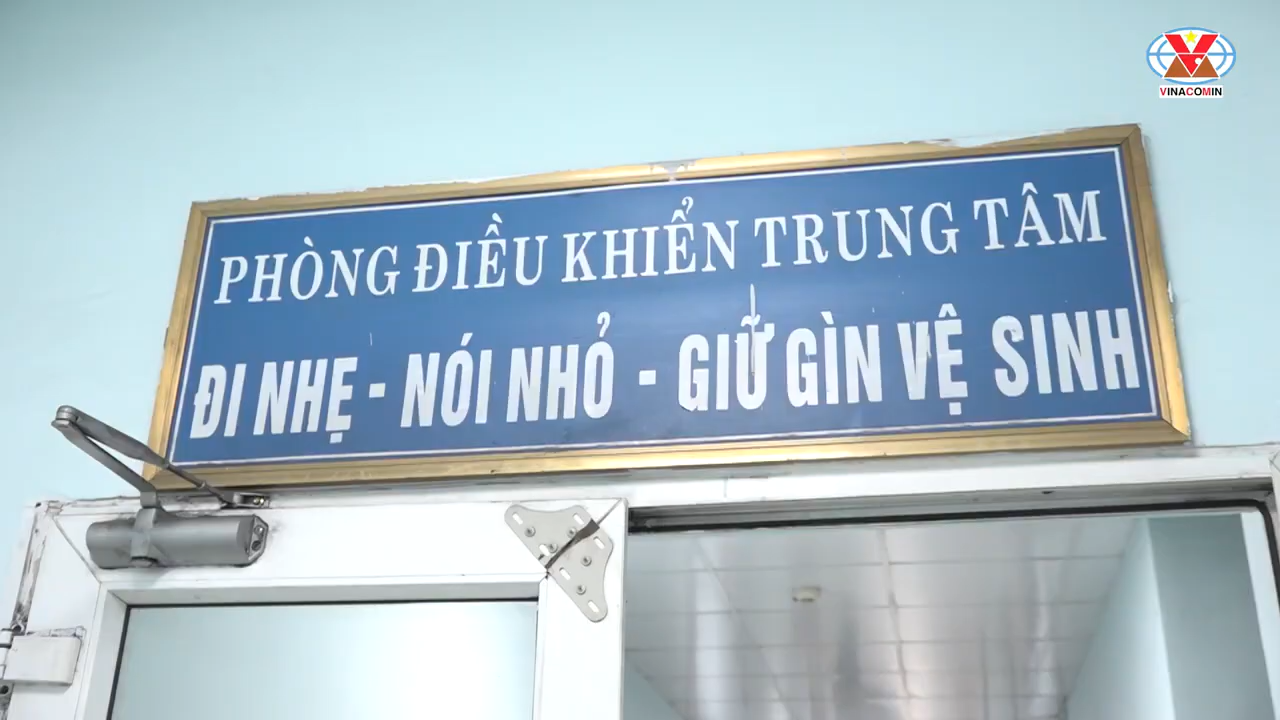 VINACOMIN
PHÒNG ĐIỀU KHIỂN TRUNG TÂM
ĐI NHẸ - NÓI NHỎ - GIỮ GÌN VỆ SINH